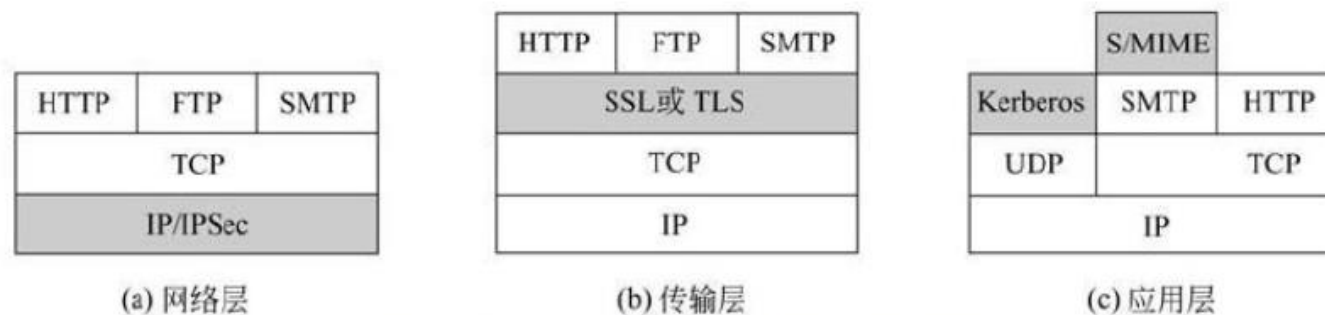 HTTP FTP SMTP
TCP
IP/IPSec
(a) 网络层
HTTP FTP SMTP
SSL或 TLS
TCP
IP
(b) 传输层
S/MIME
Kerberos SMTP HTTP
UDP TCP
IP
(c) 应用层